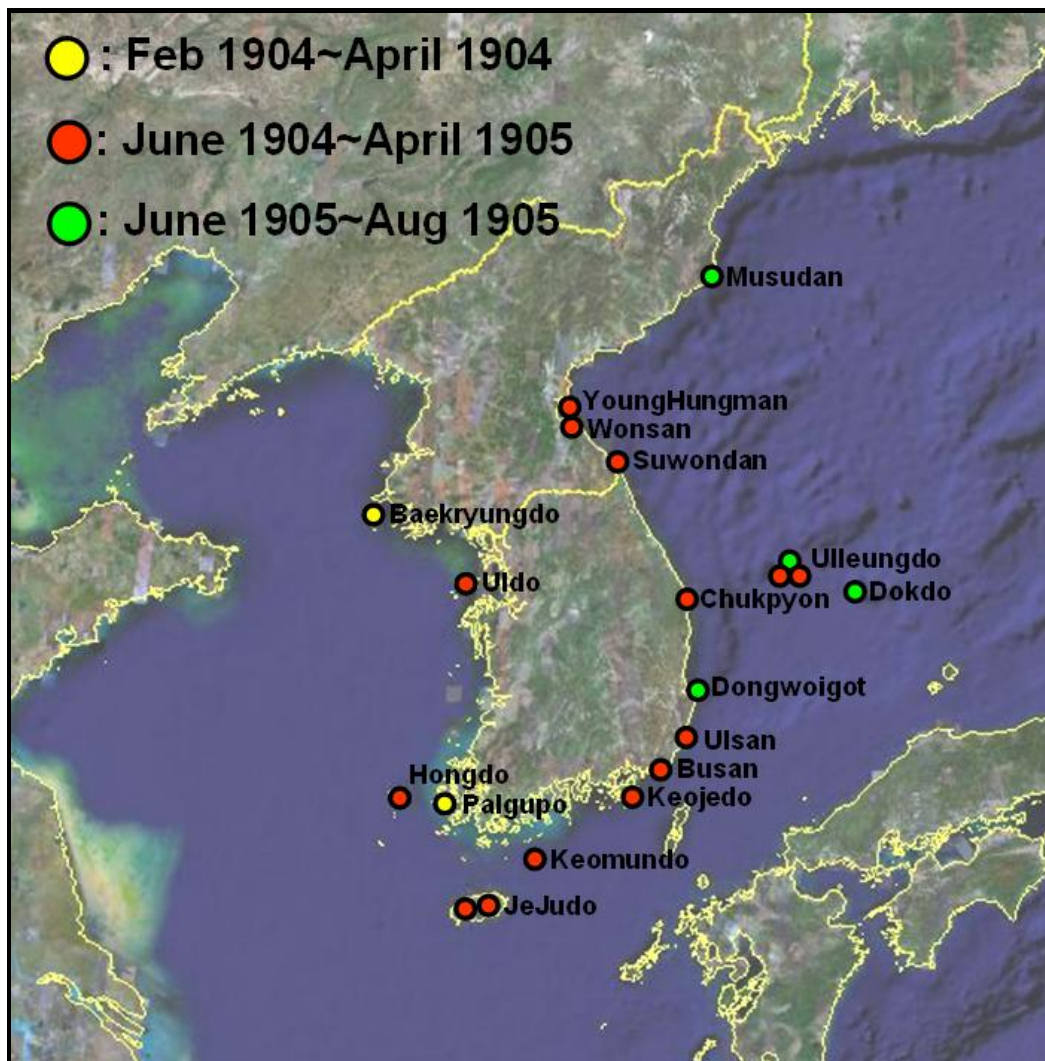 : Feb 1904~April 1904
: June 1904~April 1905
: June 1905~Aug 1905
Musudan
YoungHungman
Wonsan
Suwondan
Baekryungdo
Ulleungdo
Uldo
Dokdo
Chukpyon
Dongwoigot
Ulsan
Busan
Hongdo
Keojedo
Palgupo
Keomundo
JeJudo